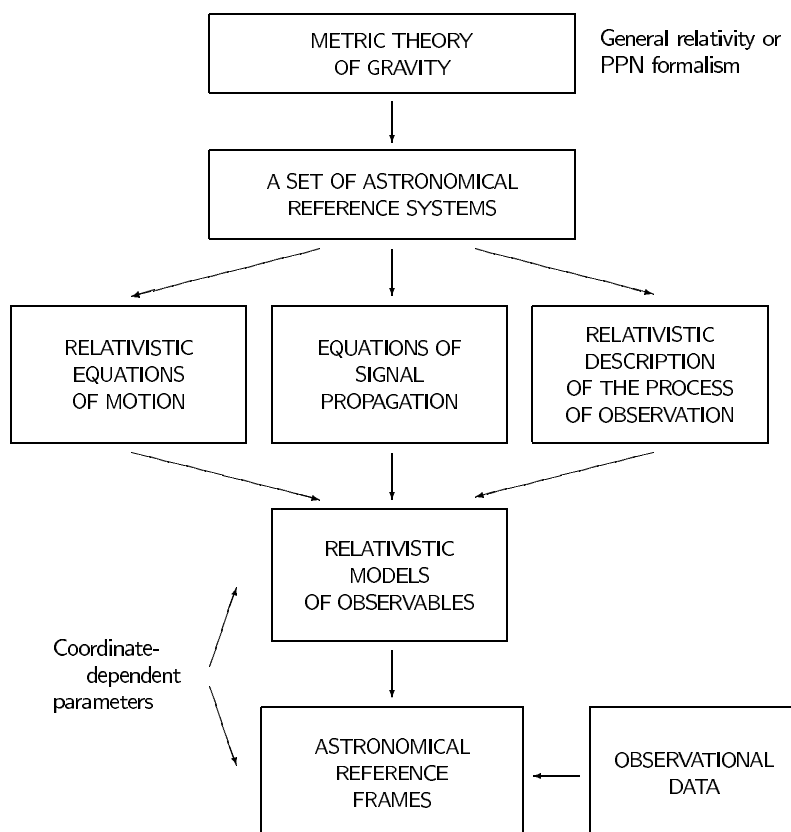 METRIC THEORY
OF GRAVITY
General relativity or
PPN formalism
A SET OF ASTRONOMICAL
REFERENCE SYSTEMS
RELATIVISTIC
EQUATIONS
OF MOTION
EQUATIONS OF
SIGNAL
PROPAGATION
RELATIVISTIC
DESCRIPTION
OF THE PROCESS
OF OBSERVATION
RELATIVISTIC
MODELS
OF OBSERVABLES
Coordinate-
dependent
parameters
ASTRONOMICAL
REFERENCE
FRAMES
OBSERVATIONAL
DATA